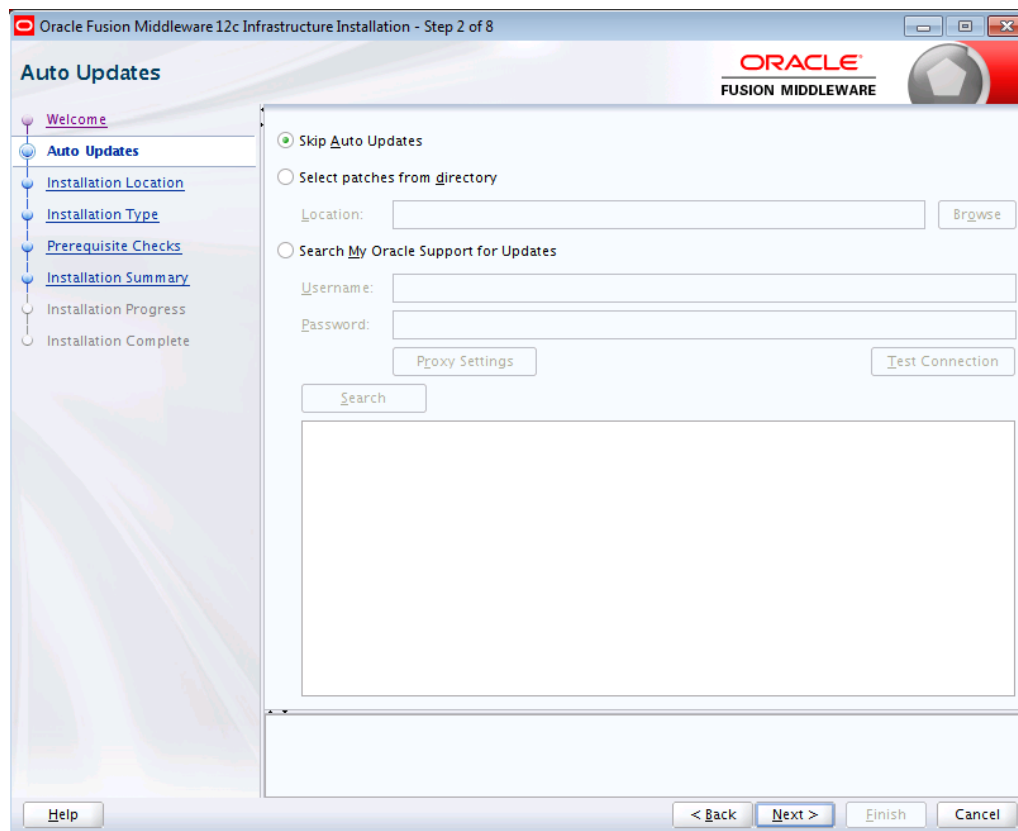 Oracle Fusion Middleware 12c Infrastructure Installation - Step 2 of 8
Auto Updates
ORACLE
FUSION MIDDLEWARE
Welcome
Auto Updates
Installation Location
Installation Type
Prerequisite Checks
Installation Summary
Installation Progress
Installation Complete
Skip Auto Updates
Select patches from directory
Location:
Browse
Search My Oracle Support for Updates
Username:
Password:
Proxy Settings
Test Connection
Search
Help
< Back
Next >
Finish
Cancel